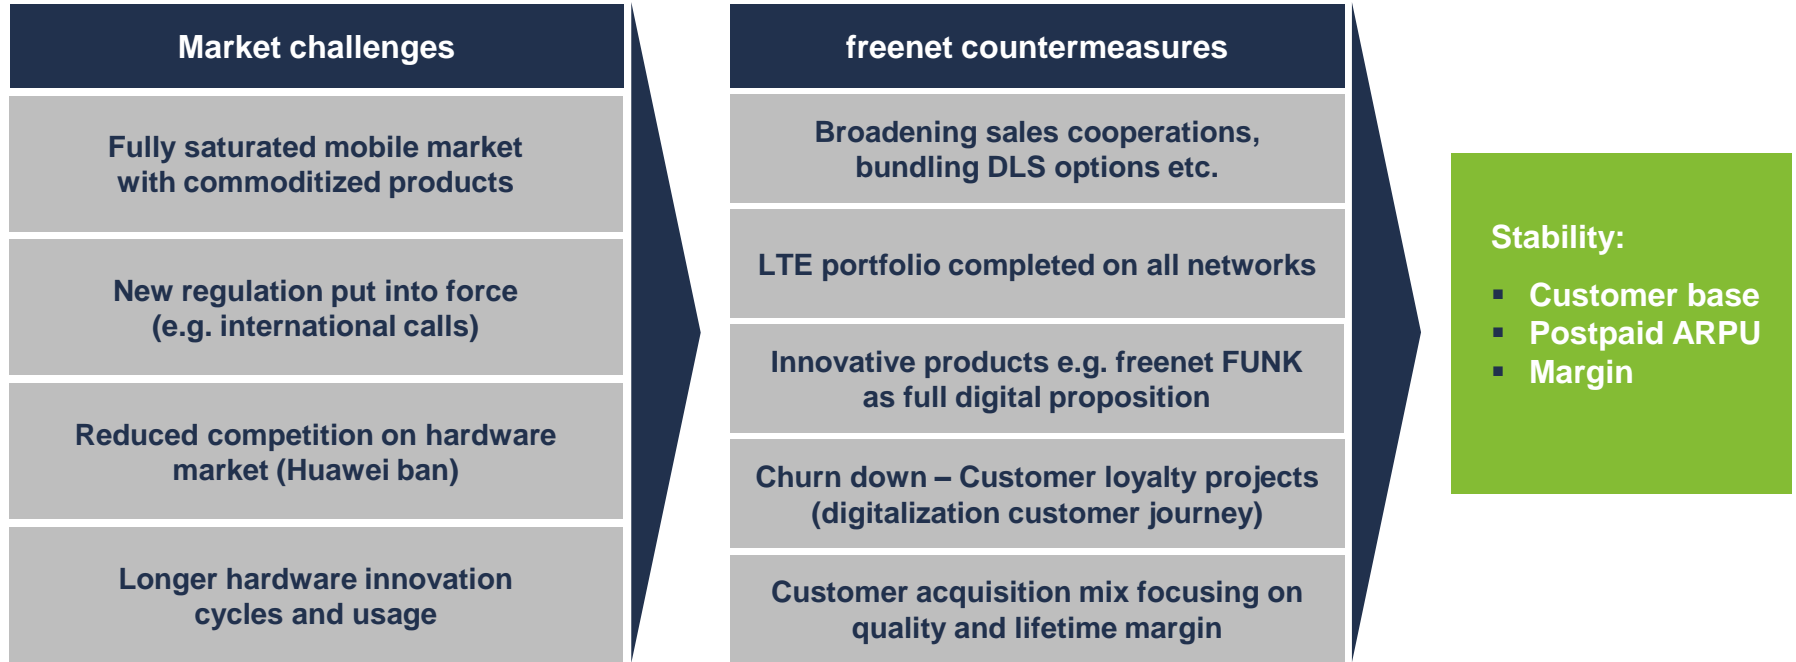 Market challenges
Fully saturated mobile market
with commoditized products
New regulation put into force
(e.g. international calls)
Reduced competition on hardware
market (Huawei ban)
Longer hardware innovation
cycles and usage
freenet countermeasures
Broadening sales cooperations,
bundling DLS options etc.
LTE portfolio completed on all networks
Innovative products e.g. freenet FUNK
as full digital proposition
Churn down – Customer loyalty projects
(digitalization customer journey)
Customer acquisition mix focusing on
quality and lifetime margin
Stability:
▪ Customer base
▪ Postpaid ARPU
▪ Margin